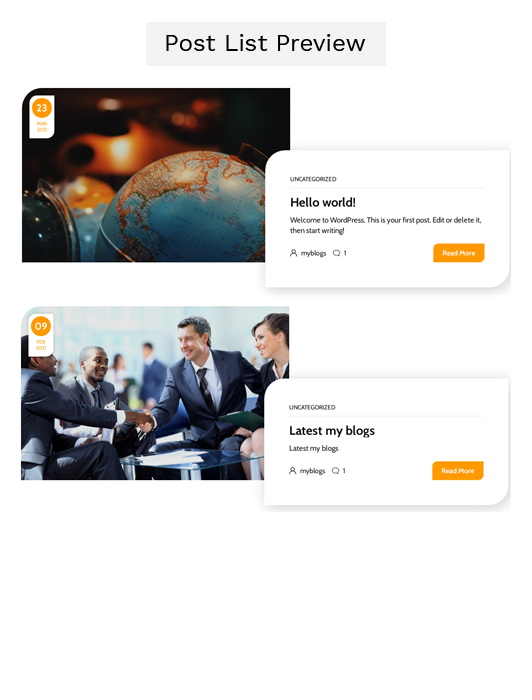 Post List Preview
23
MAR
2021
UNCATEGORIZED
Hello world!
Welcome to WordPress. This is your first post. Edit or delete it,
then start writing!
myblogs 1
Read More
09
FEB
2021
UNCATEGORIZED
Latest my blogs
Latest my blogs
myblogs 1
Read More